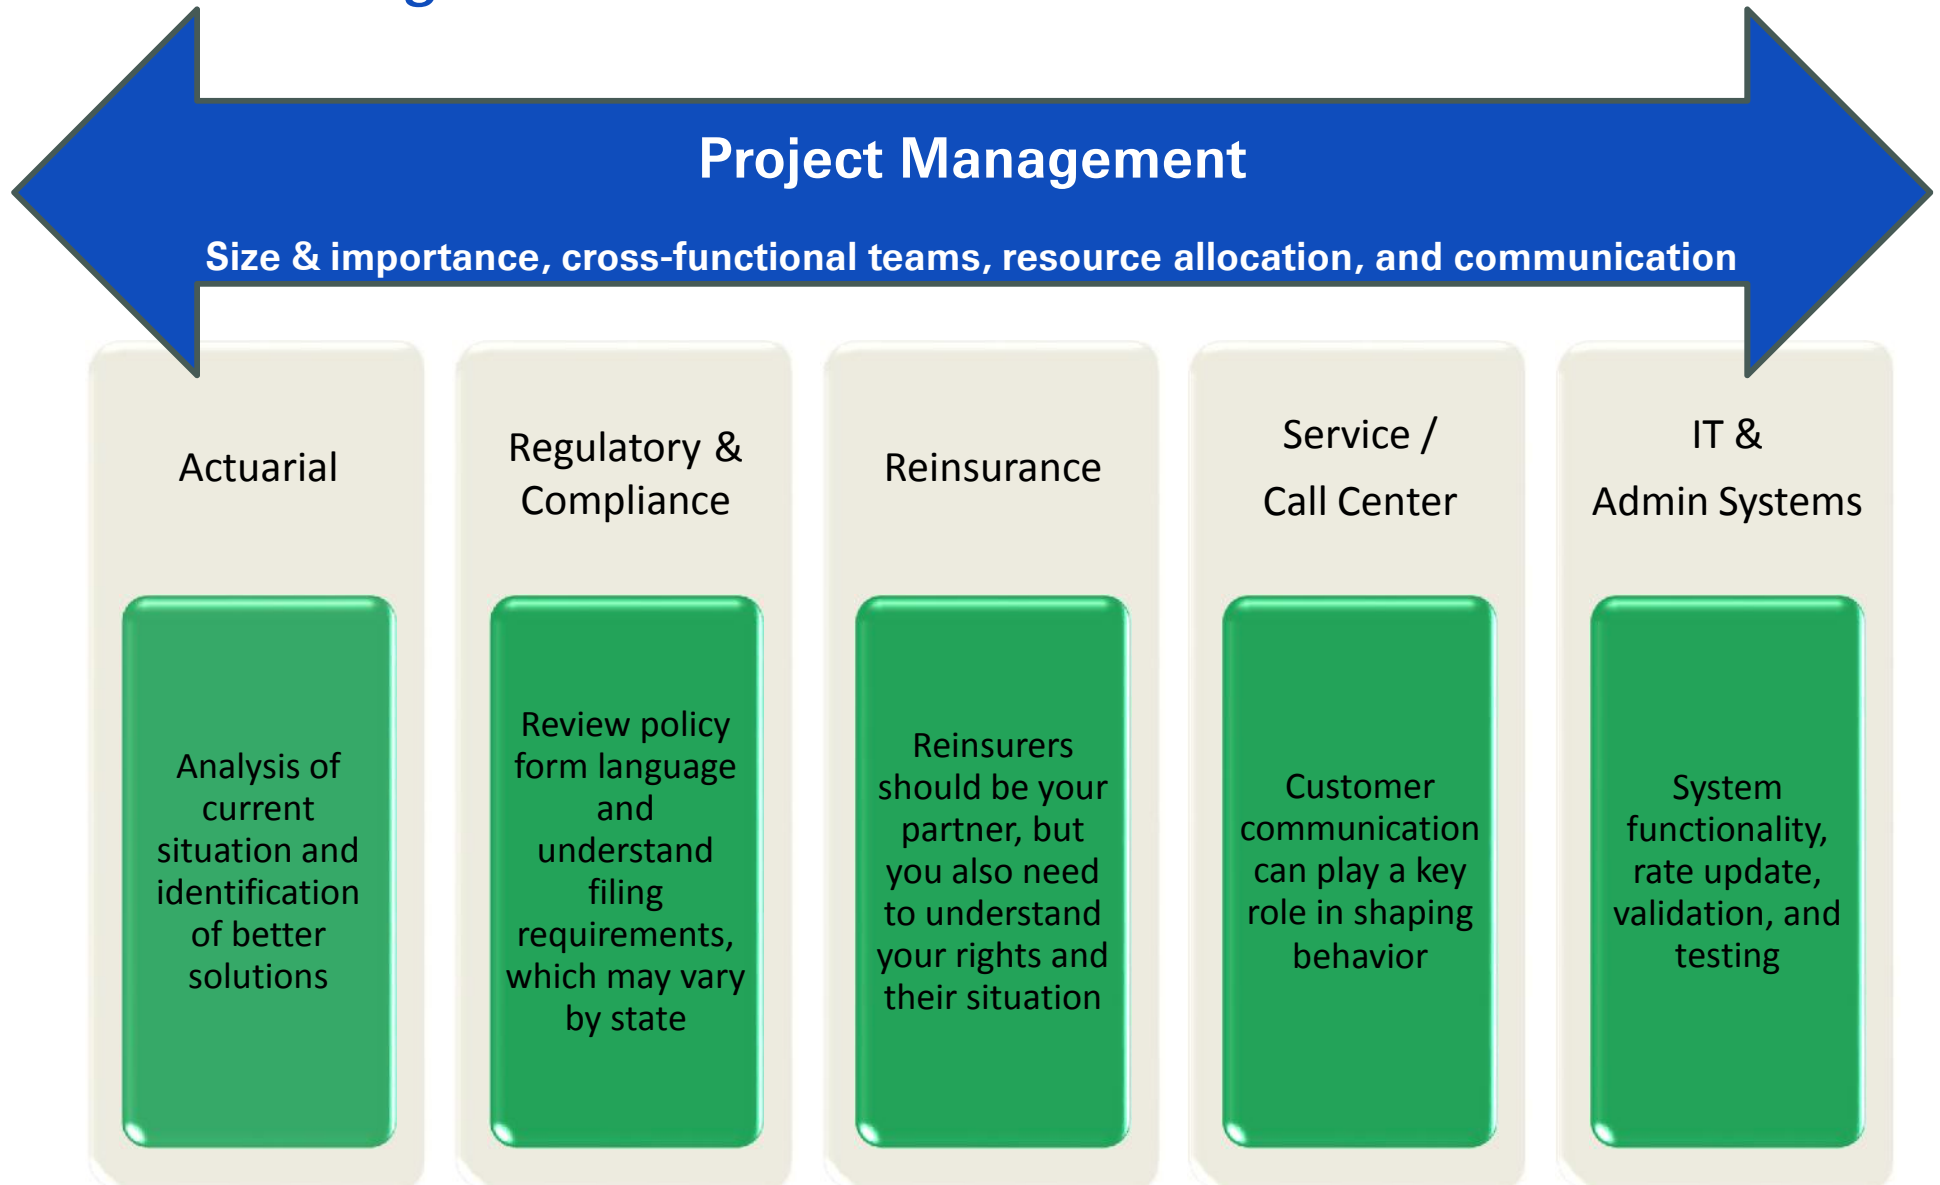 Project Management
Size & importance, cross-functional teams, resource allocation, and communication
Actuarial
Analysis of
current
situation and
identification
of better
solutions
Regulatory &
Compliance
Review policy
form language
and
understand
filing
requirements,
which may vary
by state
Reinsurance
Reinsurers
should be your
partner, but
you also need
to understand
your rights and
their situation
Service /
Call Center
Customer
communication
can play a key
role in shaping
behavior
IT &
Admin Systems
System
functionality,
rate update,
validation, and
testing